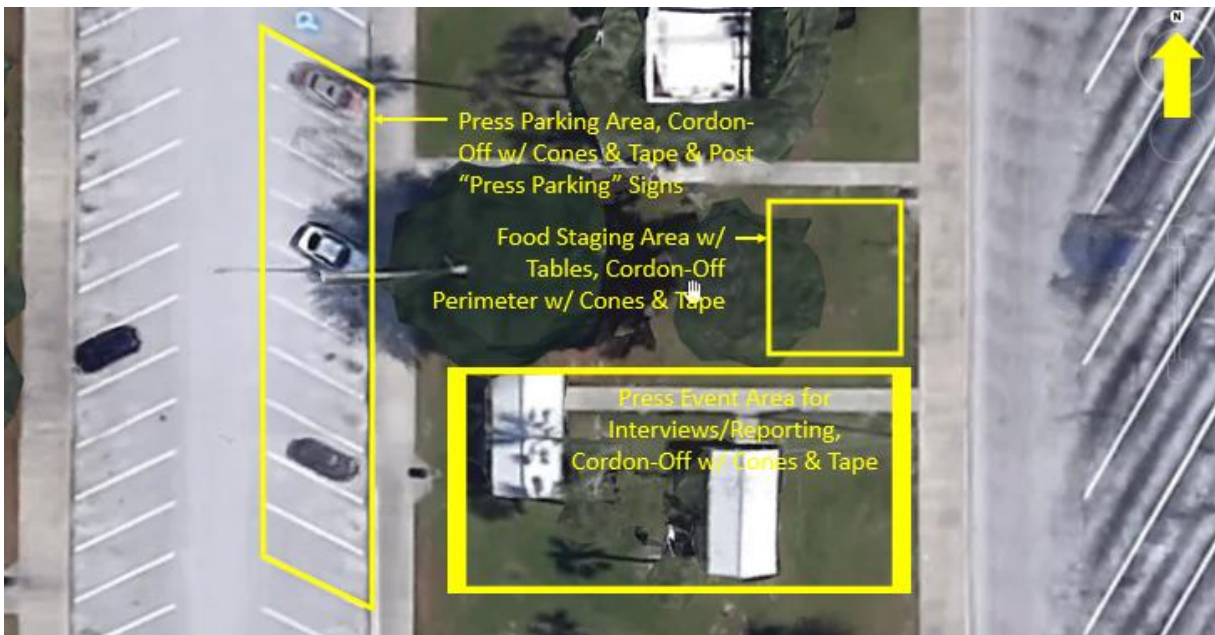 N
P
Press Parking Area, Cordon-
Off w/ Cones & Tape & Post
“Press Parking” Signs
Food Staging Area w/
Tables, Cordon-Off
Perimeter w/ Cones & Tape
Press Event Area for
Interviews/Reporting,
Cordon-Off w/ Cones & Tape